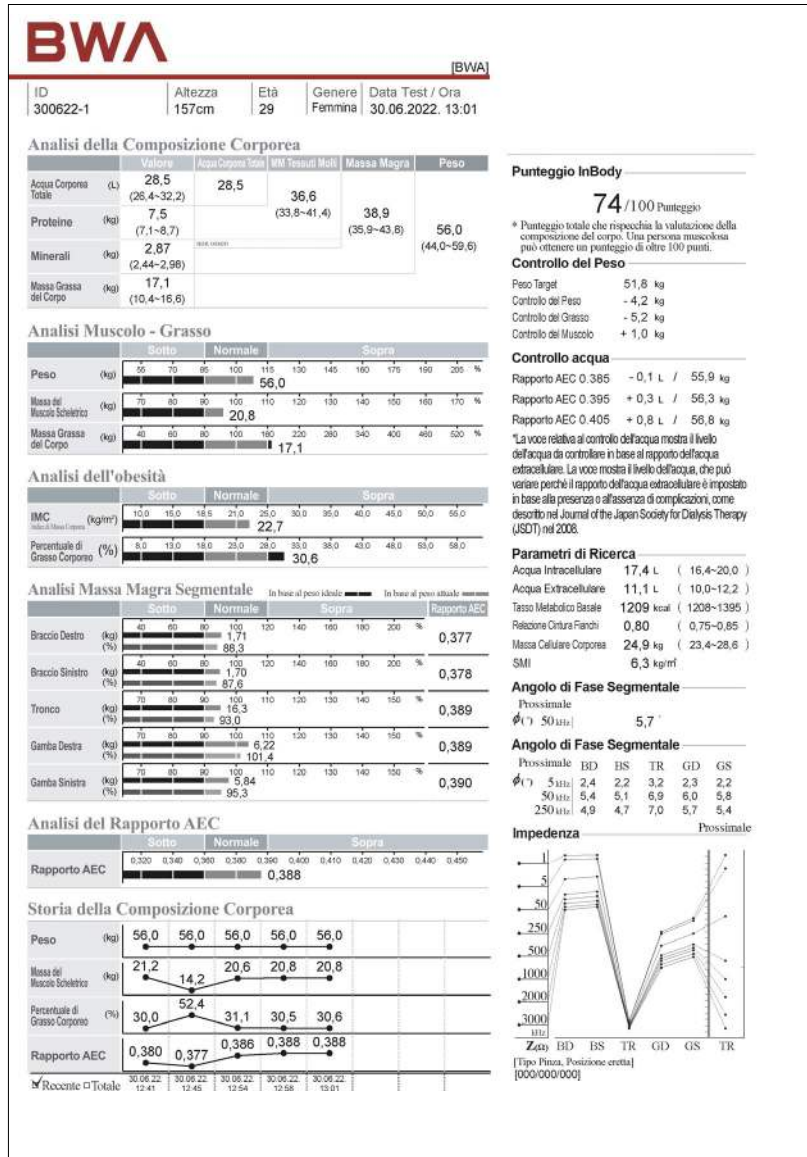 BWA
[BWA]
ID Altezza Età Genere Data Test / Ora
300622-1 157cm 29 Femmina 30.06.2022. 13:01
Analisi della Composizione Corporea
Valore Acqua Corporea Totale MM Tessuti Molli Massa Magra Peso
Acqua Corporea Totale (L) 28,5 (26,4~32,2) 28,5 36,6 (33,8~41,4) 38,9 (35,9~43,8) 56,0 (44,0~59,6)
Proteine (kg) 7,5 (7,1~8,7)
Minerali (kg) 2,87 (2,44~2,98)
Massa Grassa del Corpo (kg) 17,1 (10,4~16,6)
Analisi Muscolo - Grasso
Sotto Normale Sopra
Peso (kg) 55 70 85 100 115 130 145 160 175 190 205 %
56,0
Massa del Muscolo Scheletrico (kg) 70 80 90 100 110 120 130 140 150 160 170 %
20,8
Massa Grassa del Corpo (kg) 40 60 80 100 160 220 280 340 400 460 520 %
17,1
Analisi dell'obesità
Sotto Normale Sopra
IMC (kg/m²) 10,0 15,0 18,5 21,0 25,0 30,0 35,0 40,0 45,0 50,0 55,0
Indice di Massa Corporea 22,7
Percentuale di Grasso Corporeo (%) 8,0 13,0 18,0 23,0 28,0 33,0 38,0 43,0 48,0 53,0 58,0
30,6
Analisi Massa Magra Segmentale In base al peso ideale In base al peso attuale
Sotto Normale Sopra Rapporto AEC
Braccio Destro (kg) (%) 40 60 80 100 120 140 160 180 200 %
1,71
88,3
0,377
Braccio Sinistro (kg) (%) 40 60 80 100 120 140 160 180 200 %
1,70
87,6
0,378
Tronco (kg) (%) 70 80 90 100 110 120 130 140 150 %
16,3
93,0
0,389
Gamba Destra (kg) (%) 70 80 90 100 110 120 130 140 150 %
6,22
101,4
0,389
Gamba Sinistra (kg) (%) 70 80 90 100 110 120 130 140 150 %
5,84
95,3
0,390
Analisi del Rapporto AEC
Sotto Normale Sopra
Rapporto AEC 0,320 0,340 0,360 0,380 0,390 0,400 0,410 0,420 0,430 0,440 0,450
0,388
Storia della Composizione Corporea
Peso (kg) 56,0 56,0 56,0 56,0 56,0
Massa del Muscolo Scheletrico (kg) 21,2 14,2 20,6 20,8 20,8
Percentuale di Grasso Corporeo (%) 30,0 52,4 31,1 30,5 30,6
Rapporto AEC 0,380 0,377 0,386 0,388 0,388
Recente Totale 30.06.22. 12:41 30.06.22. 12:45 30.06.22. 12:54 30.06.22. 12:58 30.06.22. 13:01
Punteggio InBody
74/100 Punteggio
* Punteggio totale che rispecchia la valutazione della
composizione del corpo. Una persona muscolosa
può ottenere un punteggio di oltre 100 punti.
Controllo del Peso
Peso Target 51,8 kg
Controllo del Peso - 4,2 kg
Controllo del Grasso - 5,2 kg
Controllo del Muscolo + 1,0 kg
Controllo acqua
Rapporto AEC 0.385 - 0,1 L / 55,9 kg
Rapporto AEC 0.395 + 0,3 L / 56,3 kg
Rapporto AEC 0.405 + 0,8 L / 56,8 kg
*La voce relativa al controllo dell'acqua mostra il livello
dell'acqua da controllare in base al rapporto dell'acqua
extracellulare. La voce mostra il livello dell'acqua, che può
variare perchè il rapporto dell'acqua extracellulare è impostato
in base alla presenza o all'assenza di complicazioni, come
descritto nel Journal of the Japan Society for Dialysis Therapy
(JSDT) nel 2008.
Parametri di Ricerca
Acqua Intracellulare 17,4 L ( 16,4~20,0 )
Acqua Extracellulare 11,1 L ( 10,0~12,2 )
Tasso Metabolico Basale 1209 kcal ( 1208~1395 )
Relezione Cintura Fianchi 0,80 ( 0,75~0,85 )
Massa Cellulare Corporea 24,9 kg ( 23,4~28,6 )
SMI 6,3 kg/m²
Angolo di Fase Segmentale
Prossimale
ϕ(°) 50 kHz 5,7 °
Angolo di Fase Segmentale
Prossimale BD BS TR GD GS
ϕ(°) 5 kHz 2,4 2,2 3,2 2,3 2,2
50 kHz 5,4 5,1 6,9 6,0 5,8
250 kHz 4,9 4,7 7,0 5,7 5,4
Impedenza Prossimale
1
5
50
250
500
1000
2000
3000
kHz
Z(Ω) BD BS TR GD GS TR
[Tipo Pinza, Posizione eretta]
[000/000/000]